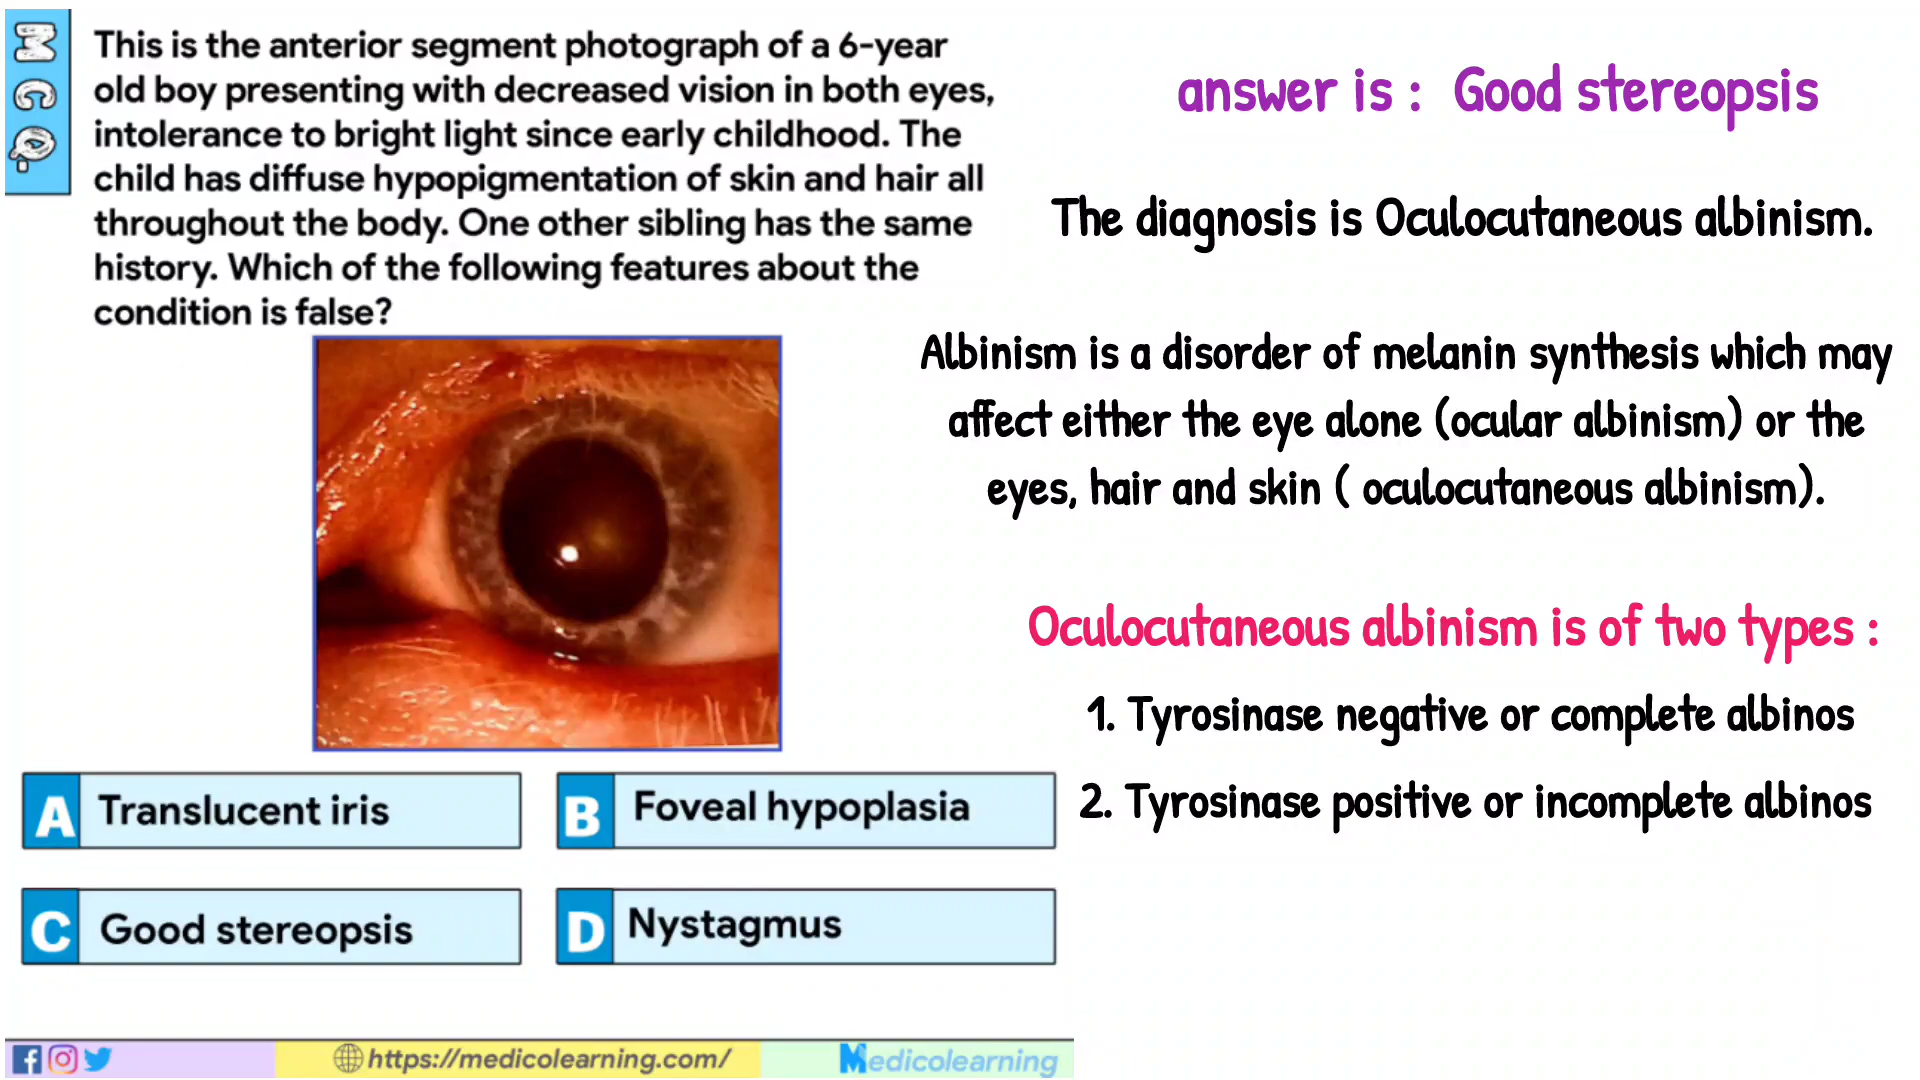 MCQ
This is the anterior segment photograph of a 6-year
old boy presenting with decreased vision in both eyes,
intolerance to bright light since early childhood. The
child has diffuse hypopigmentation of skin and hair all
throughout the body. One other sibling has the same
history. Which of the following features about the
condition is false?
A Translucent iris
B Foveal hypoplasia
C Good stereopsis
D Nystagmus
https://medicolearning.com/
Medicolearning
answer is : Good stereopsis
The diagnosis is Oculocutaneous albinism.
Albinism is a disorder of melanin synthesis which may
affect either the eye alone (ocular albinism) or the
eyes, hair and skin ( oculocutaneous albinism).
Oculocutaneous albinism is of two types :
1. Tyrosinase negative or complete albinos
2. Tyrosinase positive or incomplete albinos